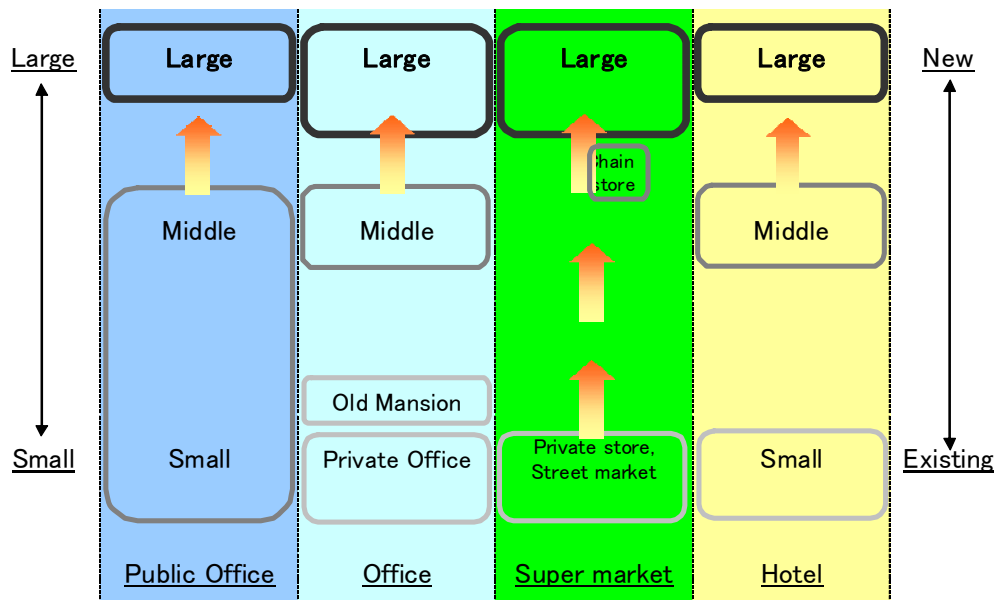 Large
Large
Large
Large
Large
New
Chain
store
Middle
Middle
Middle
Old Mansion
Small
Small
Private Office
Private store,
Street market
Small
Existing
Public Office
Office
Super market
Hotel